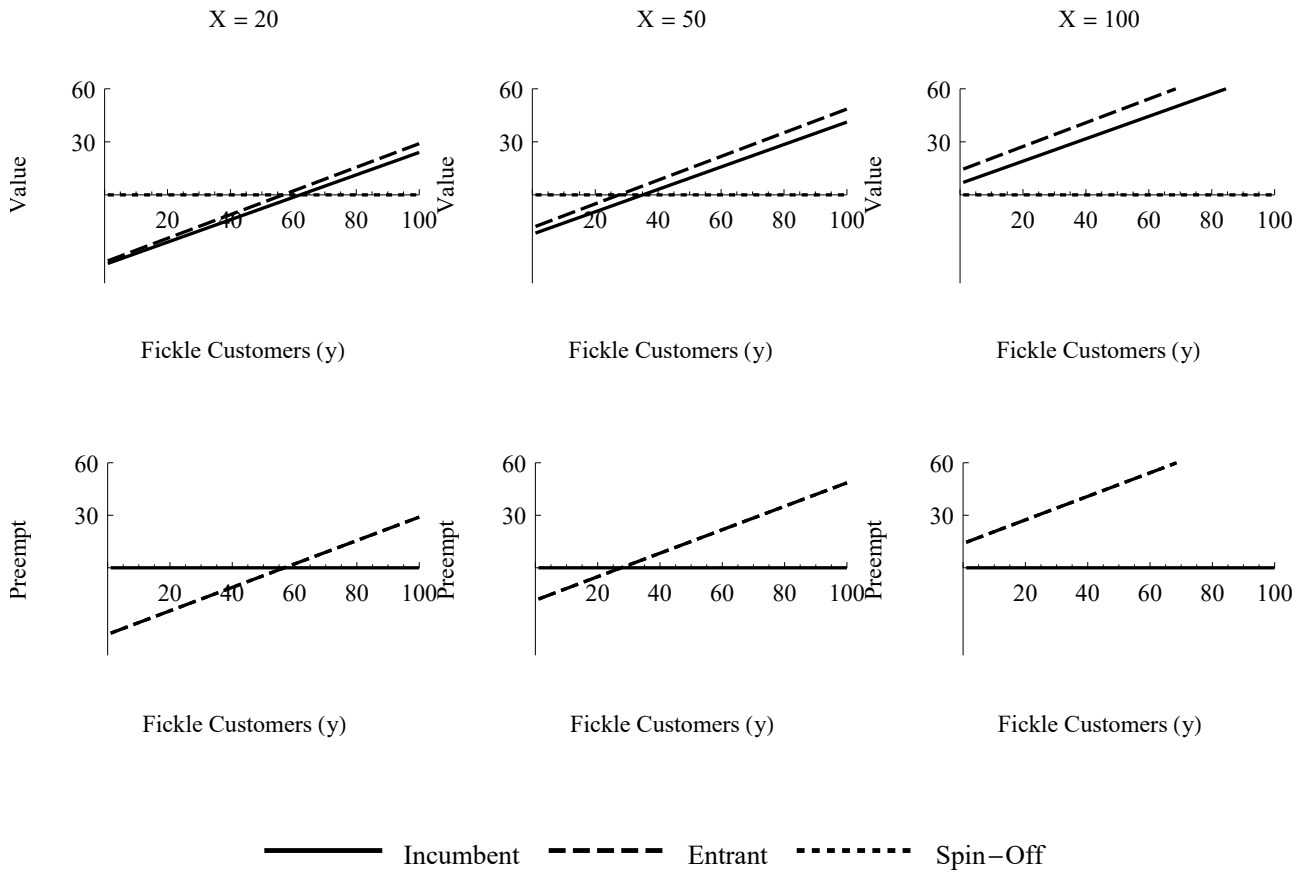 X = 20
X = 50
X = 100
60
30
Value
20 40 60 80 100
Fickle Customers (y)
60
30
Value
20 40 60 80 100
Fickle Customers (y)
60
30
Value
20 40 60 80 100
Fickle Customers (y)
60
30
Preempt
20 40 60 80 100
Fickle Customers (y)
60
30
Preempt
20 40 60 80 100
Fickle Customers (y)
60
30
Preempt
20 40 60 80 100
Fickle Customers (y)
Incumbent Entrant Spin−Off